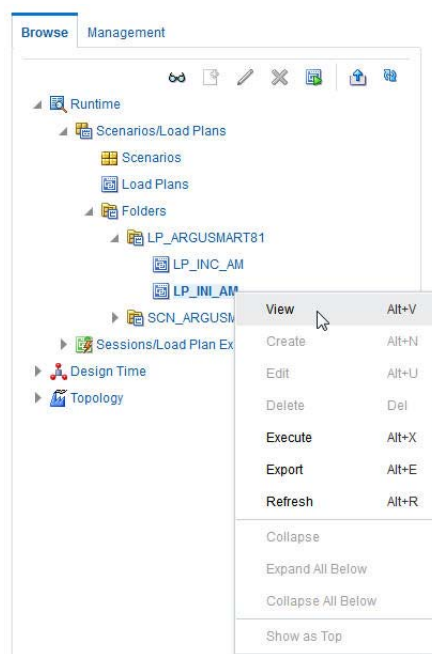 Browse Management
Runtime
Scenarios/Load Plans
Scenarios
Load Plans
Folders
LP_ARGUSMART81
LP_INC_AM
LP_INI_AM
View Alt+V
SCN_ARGUSM
Create Alt+N
Sessions/Load Plan Ex
Edit Alt+U
Design Time
Topology
Delete Del
Execute Alt+X
Export Alt+E
Refresh Alt+R
Collapse
Expand All Below
Collapse All Below
Show as Top